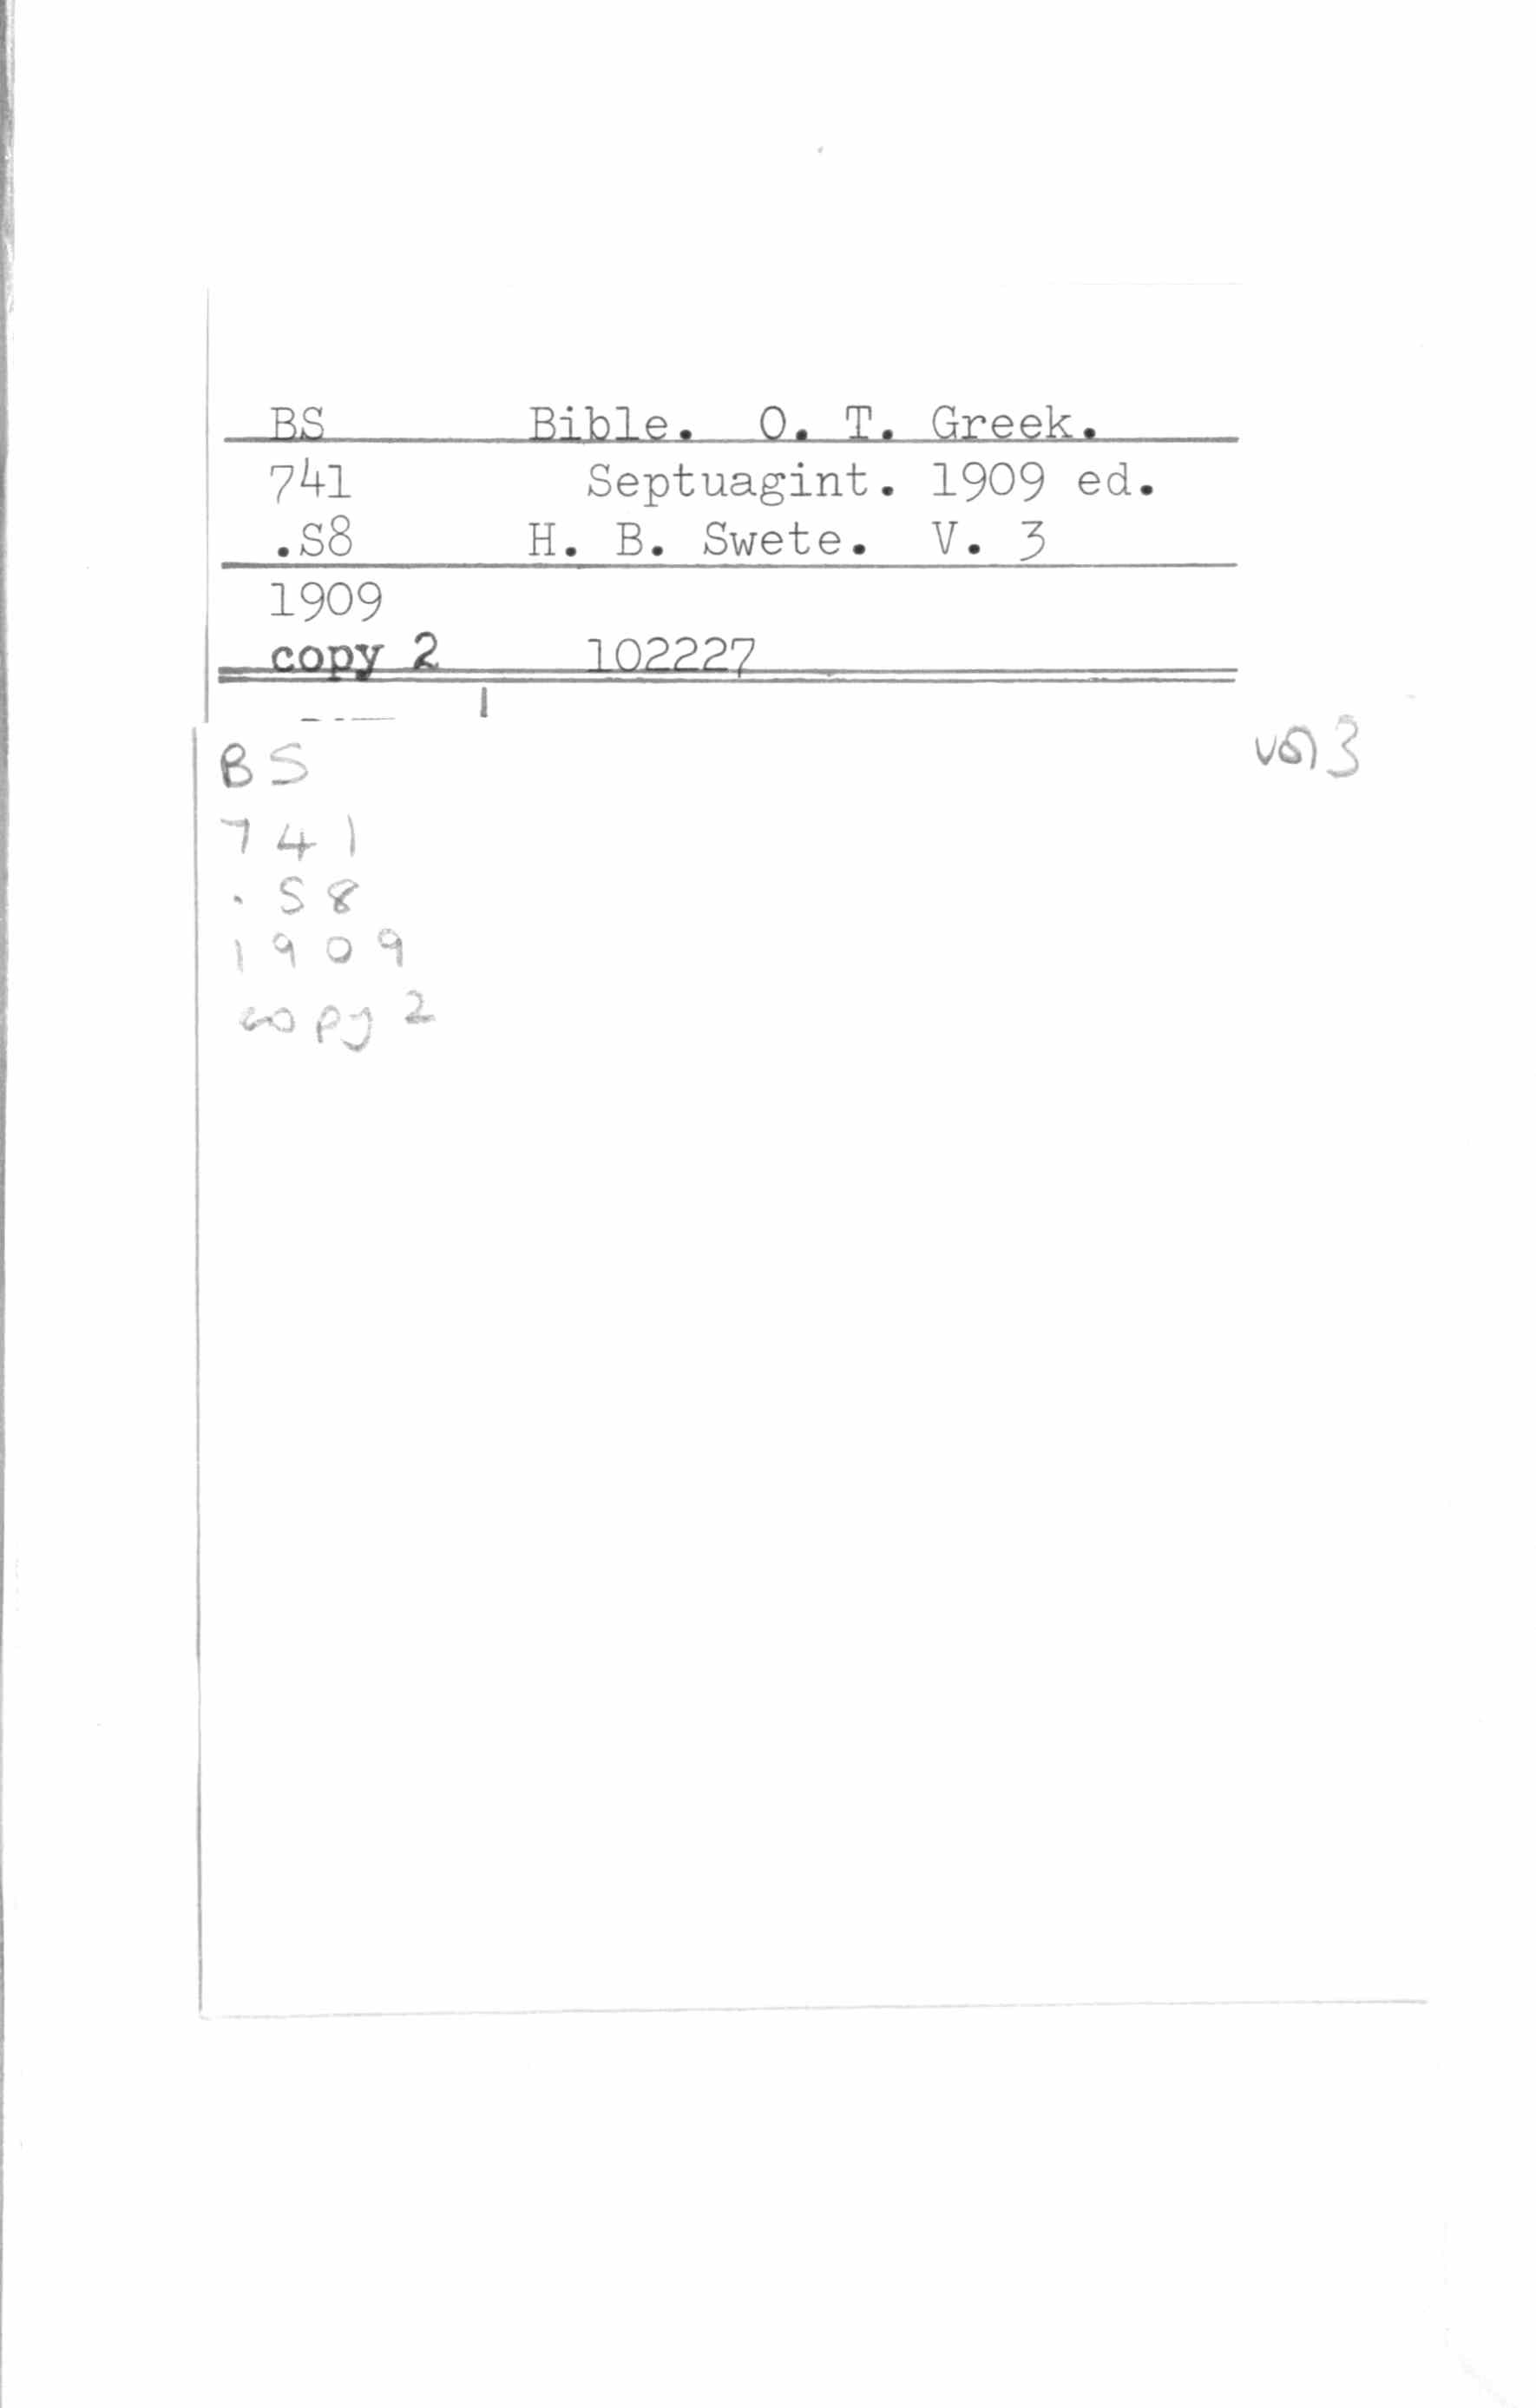 BS Bible. O. T. Greek.
741 Septuagint. 1909 ed.
.S8 H. B. Swete. V. 3
1909
copy 2 102227
BS vol 3
741
.S8
1909
copy 2